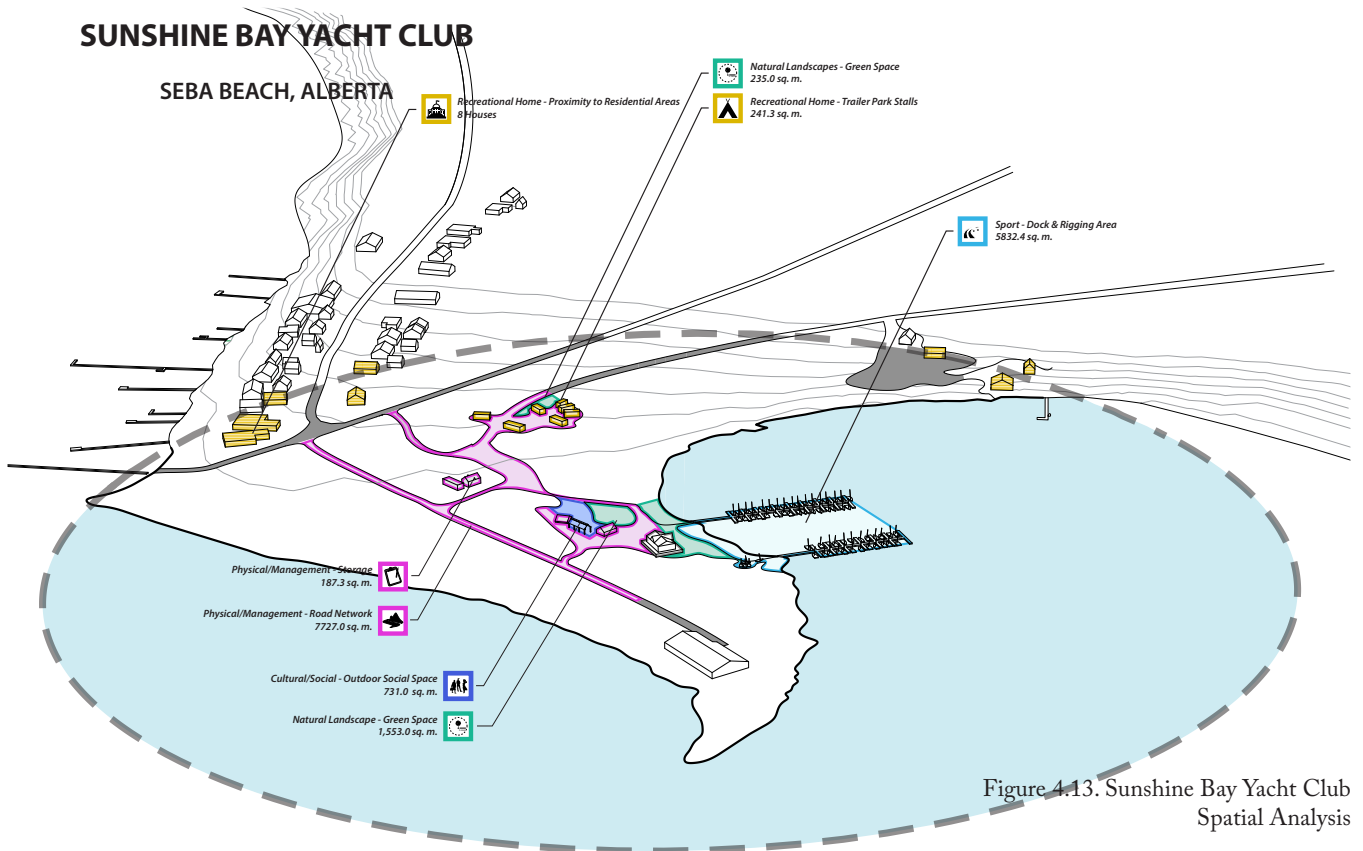 SUNSHINE BAY YACHT CLUB
SEBA BEACH, ALBERTA
Recreational Home - Proximity to Residential Areas
8 Houses
Natural Landscapes - Green Space
235.0 sq. m.
Recreational Home - Trailer Park Stalls
241.3 sq. m.
Sport - Dock & Rigging Area
5832.4 sq. m.
Physical/Management - Storage
187.3 sq. m.
Physical/Management - Road Network
7727.0 sq. m.
Cultural/Social - Outdoor Social Space
731.0 sq. m.
Natural Landscape - Green Space
1,553.0 sq. m.
Figure 4.13. Sunshine Bay Yacht Club
Spatial Analysis